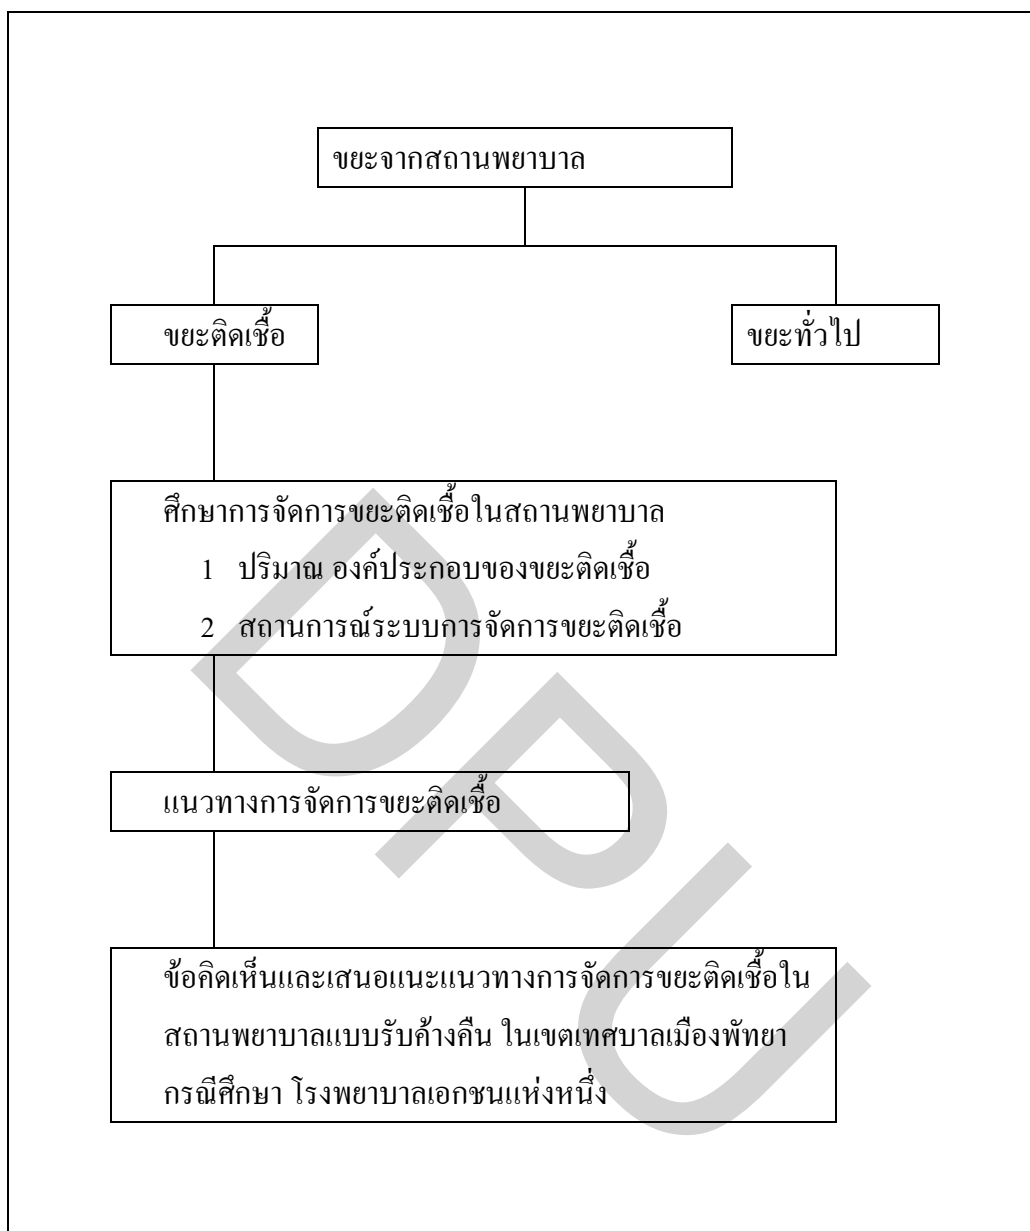 ขยะจากสถานพยาบาล
ขยะติดเชื้อ
ขยะทั่วไป
ศึกษาการจัดการขยะติดเชื้อในสถานพยาบาล
1 ปริมาณ องค์ประกอบของขยะติดเชื้อ
2 สถานการณ์ระบบการจัดการขยะติดเชื้อ
แนวทางการจัดการขยะติดเชื้อ
ข้อคิดเห็นและเสนอแนะแนวทางการจัดการขยะติดเชื้อใน
สถานพยาบาลแบบรับค้างคืน ในเขตเทศบาลเมืองพัทยา
กรณีศึกษา โรงพยาบาลเอกชนแห่งหนึ่ง
DPU